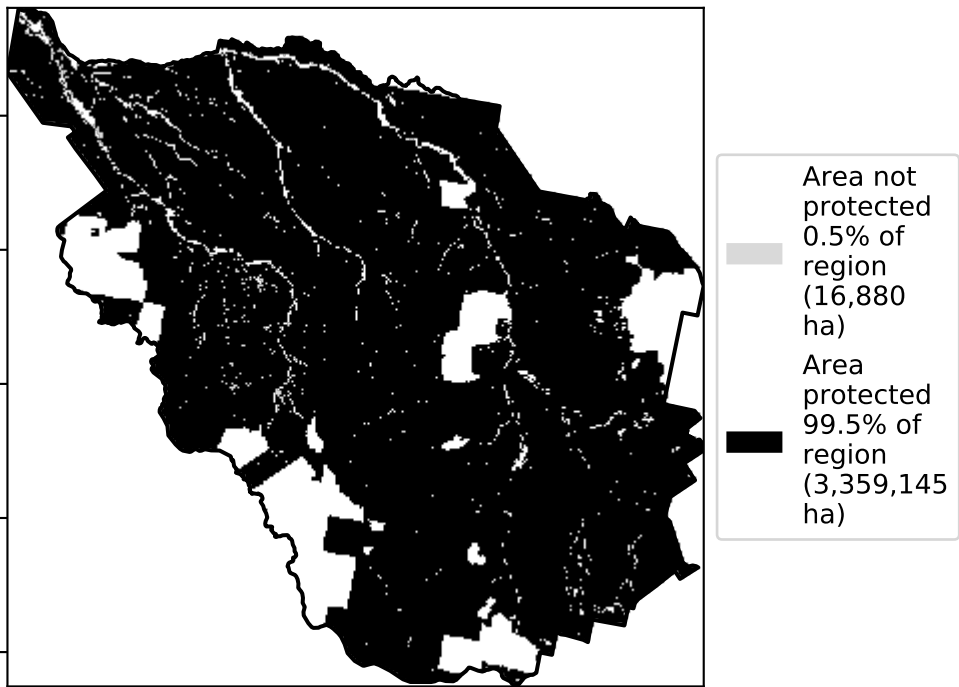 Area not
protected
0.5% of
region
(16,880
ha)
Area
protected
99.5% of
region
(3,359,145
ha)